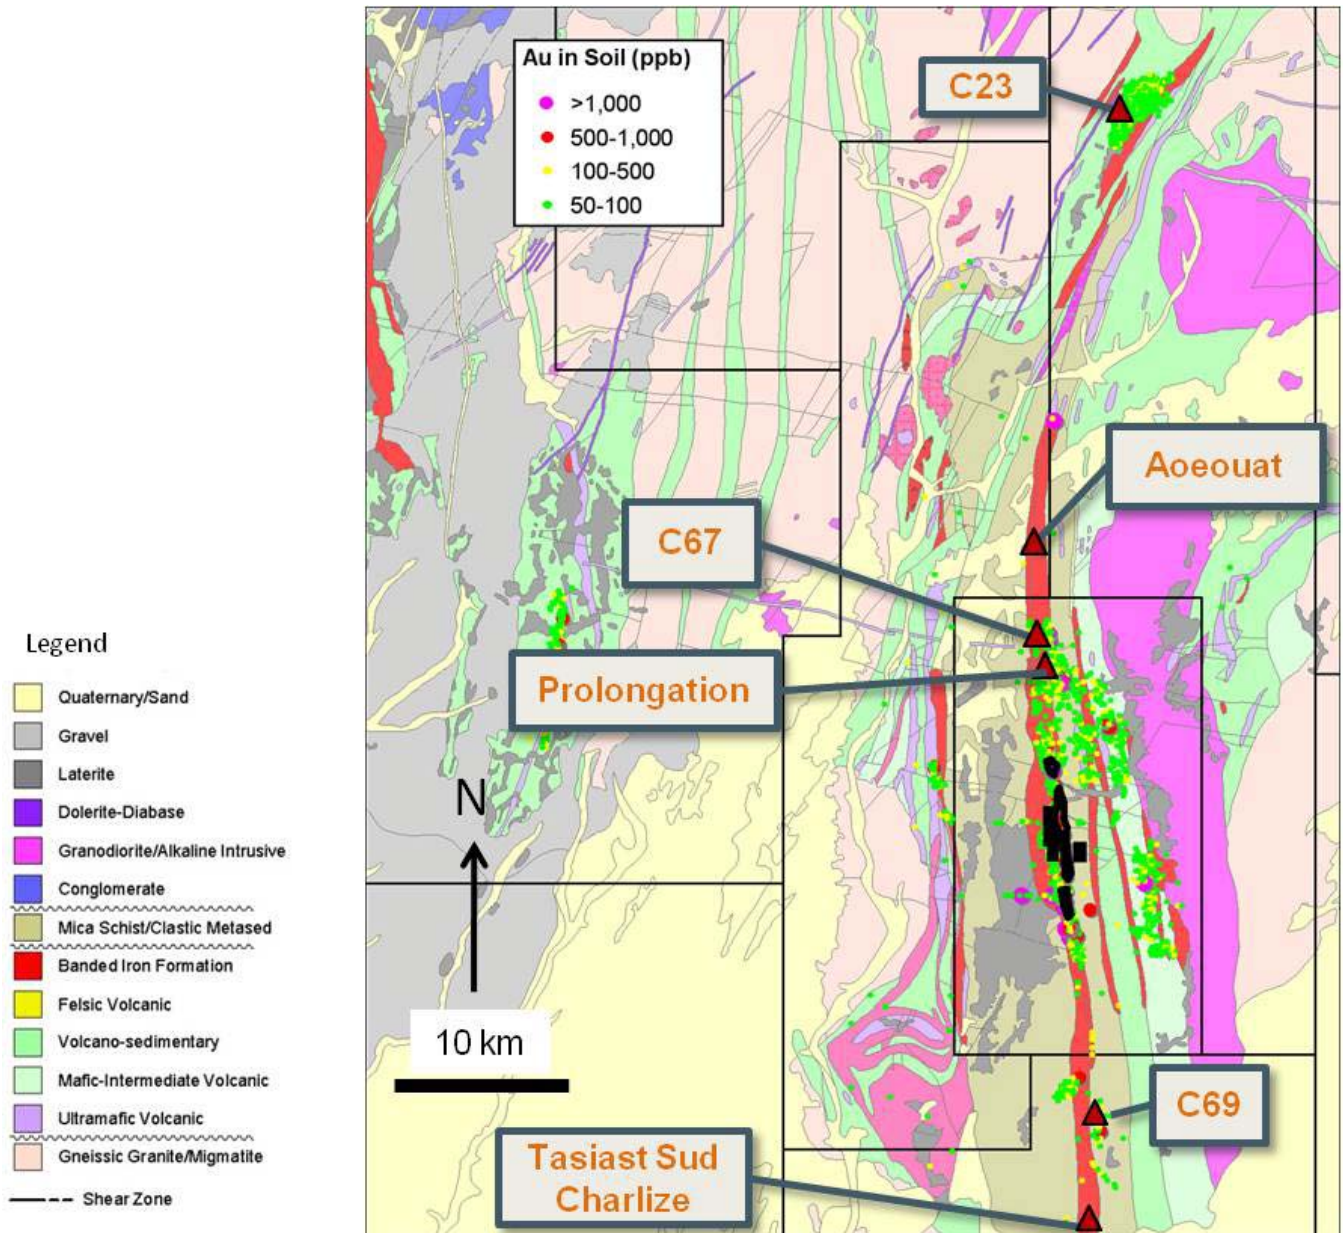 Au in Soil (ppb)
>1,000
500-1,000
100-500
50-100
C23
Aoeouat
C67
Prolongation
Legend
Quaternary/Sand
Gravel
Laterite
Dolerite-Diabase
Granodiorite/Alkaline Intrusive
Conglomerate
Mica Schist/Clastic Metased
Banded Iron Formation
Felsic Volcanic
Volcano-sedimentary
Mafic-Intermediate Volcanic
Ultramafic Volcanic
Gneissic Granite/Migmatite
Shear Zone
N
10 km
C69
Tasiast Sud
Charlize